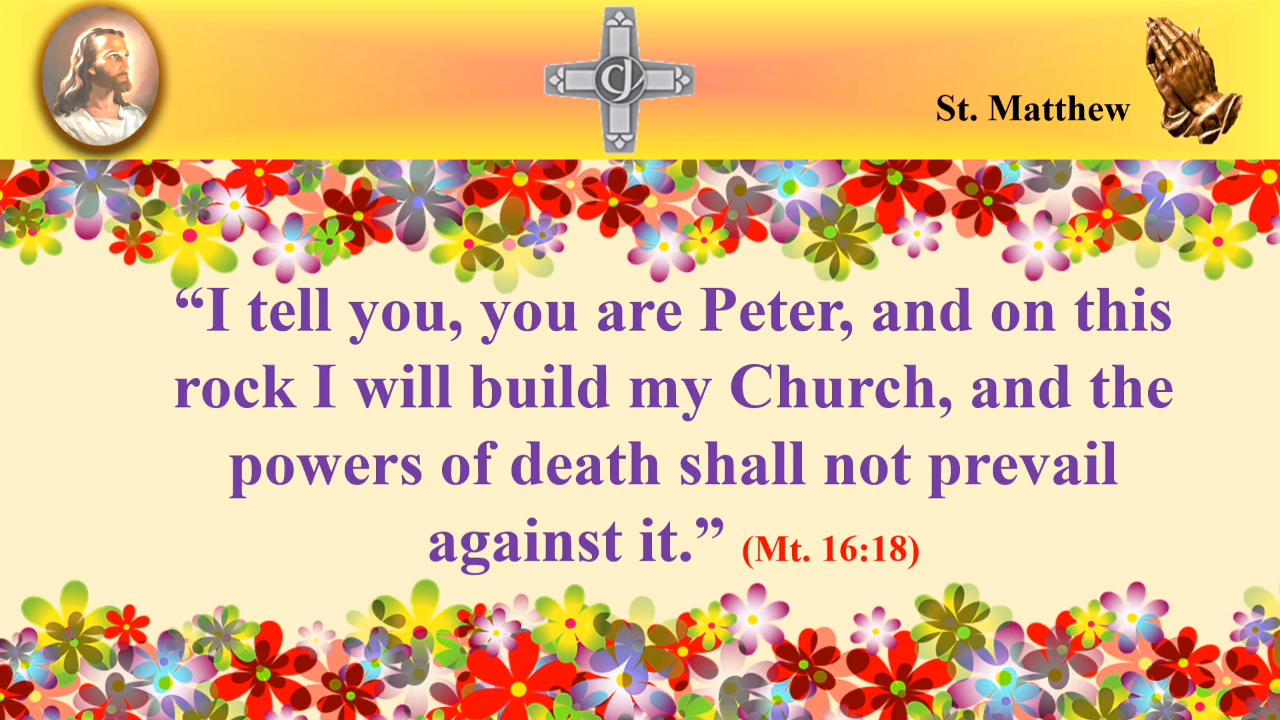 St. Matthew
“I tell you, you are Peter, and on this
rock I will build my Church, and the
powers of death shall not prevail
against it.” (Mt. 16:18)